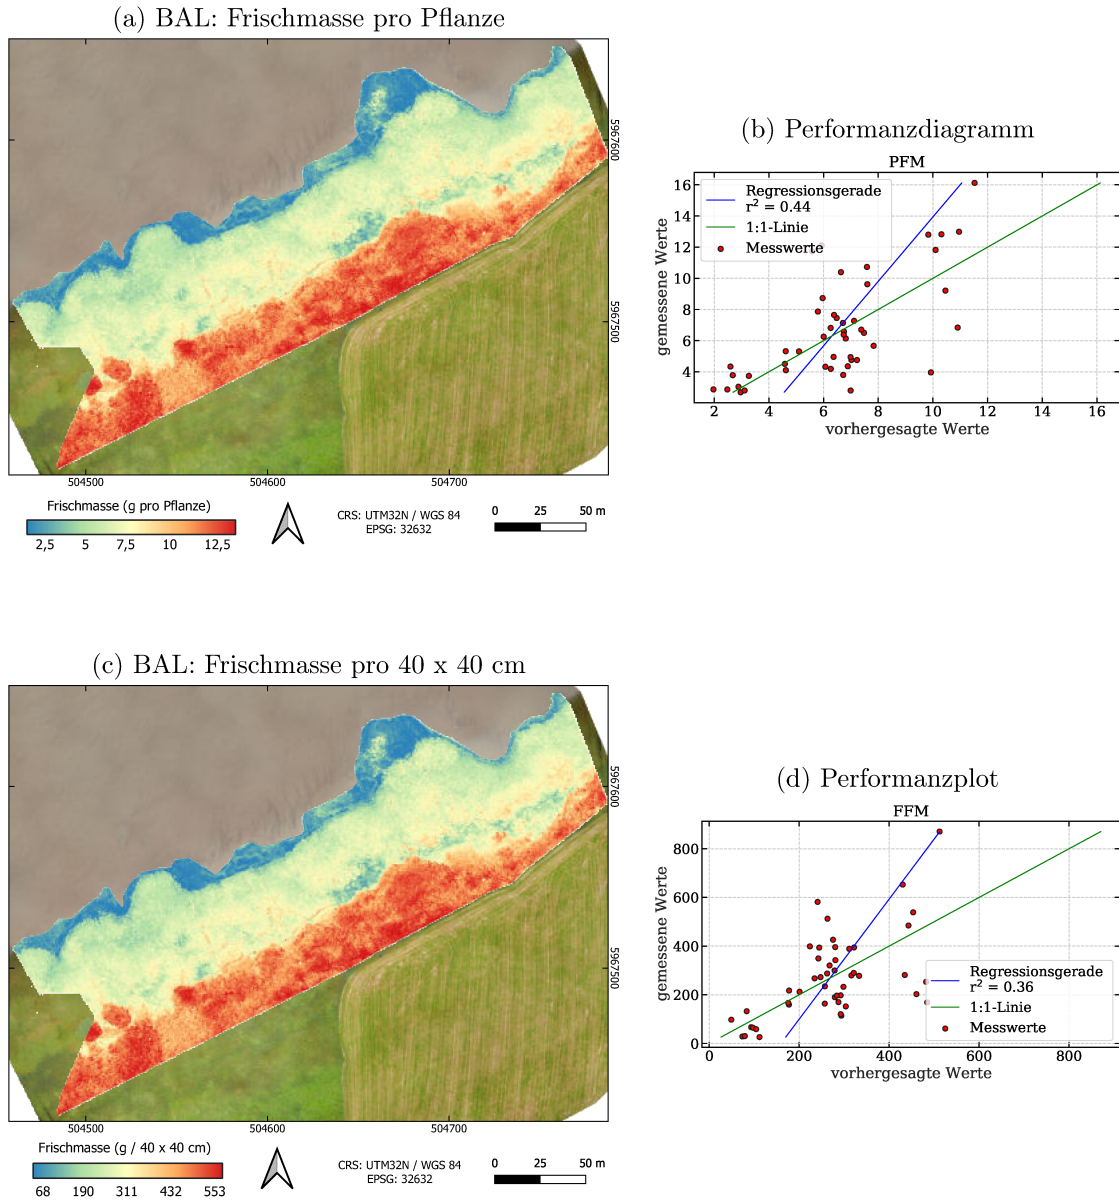 (a) BAL: Frischmasse pro Pflanze
5967600
5967500
504500 504600 504700
Frischmasse (g pro Pflanze)
2,5 5 7,5 10 12,5
CRS: UTM32N / WGS 84
EPSG: 32632
0 25 50 m
(b) Performanzdiagramm
PFM
Regressionsgerade
r² = 0.44
1:1-Linie
Messwerte
gemessene Werte
16
14
12
10
8
6
4
2 4 6 8 10 12 14 16
vorhergesagte Werte
(c) BAL: Frischmasse pro 40 x 40 cm
5967600
5967500
504500 504600 504700
Frischmasse (g / 40 x 40 cm)
68 190 311 432 553
CRS: UTM32N / WGS 84
EPSG: 32632
0 25 50 m
(d) Performanzplot
FFM
gemessene Werte
800
600
400
200
0
Regressionsgerade
r² = 0.36
1:1-Linie
Messwerte
0 200 400 600 800
vorhergesagte Werte